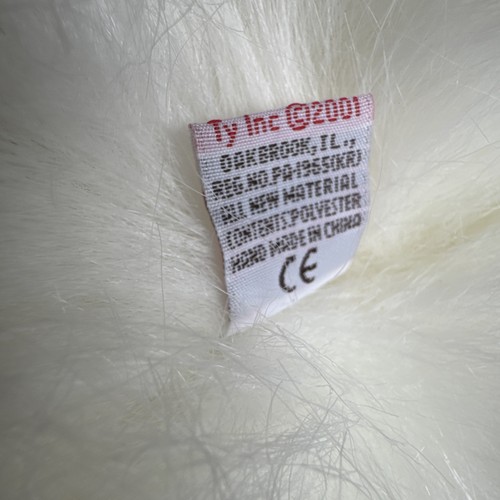 Ty Inc ©2001
OAKBROOK, IL.,
REG.NO.PA·1965(KR)
ALL NEW MATERIAL
CONTENTS:POLYESTER
HAND MADE IN CHINA
CE